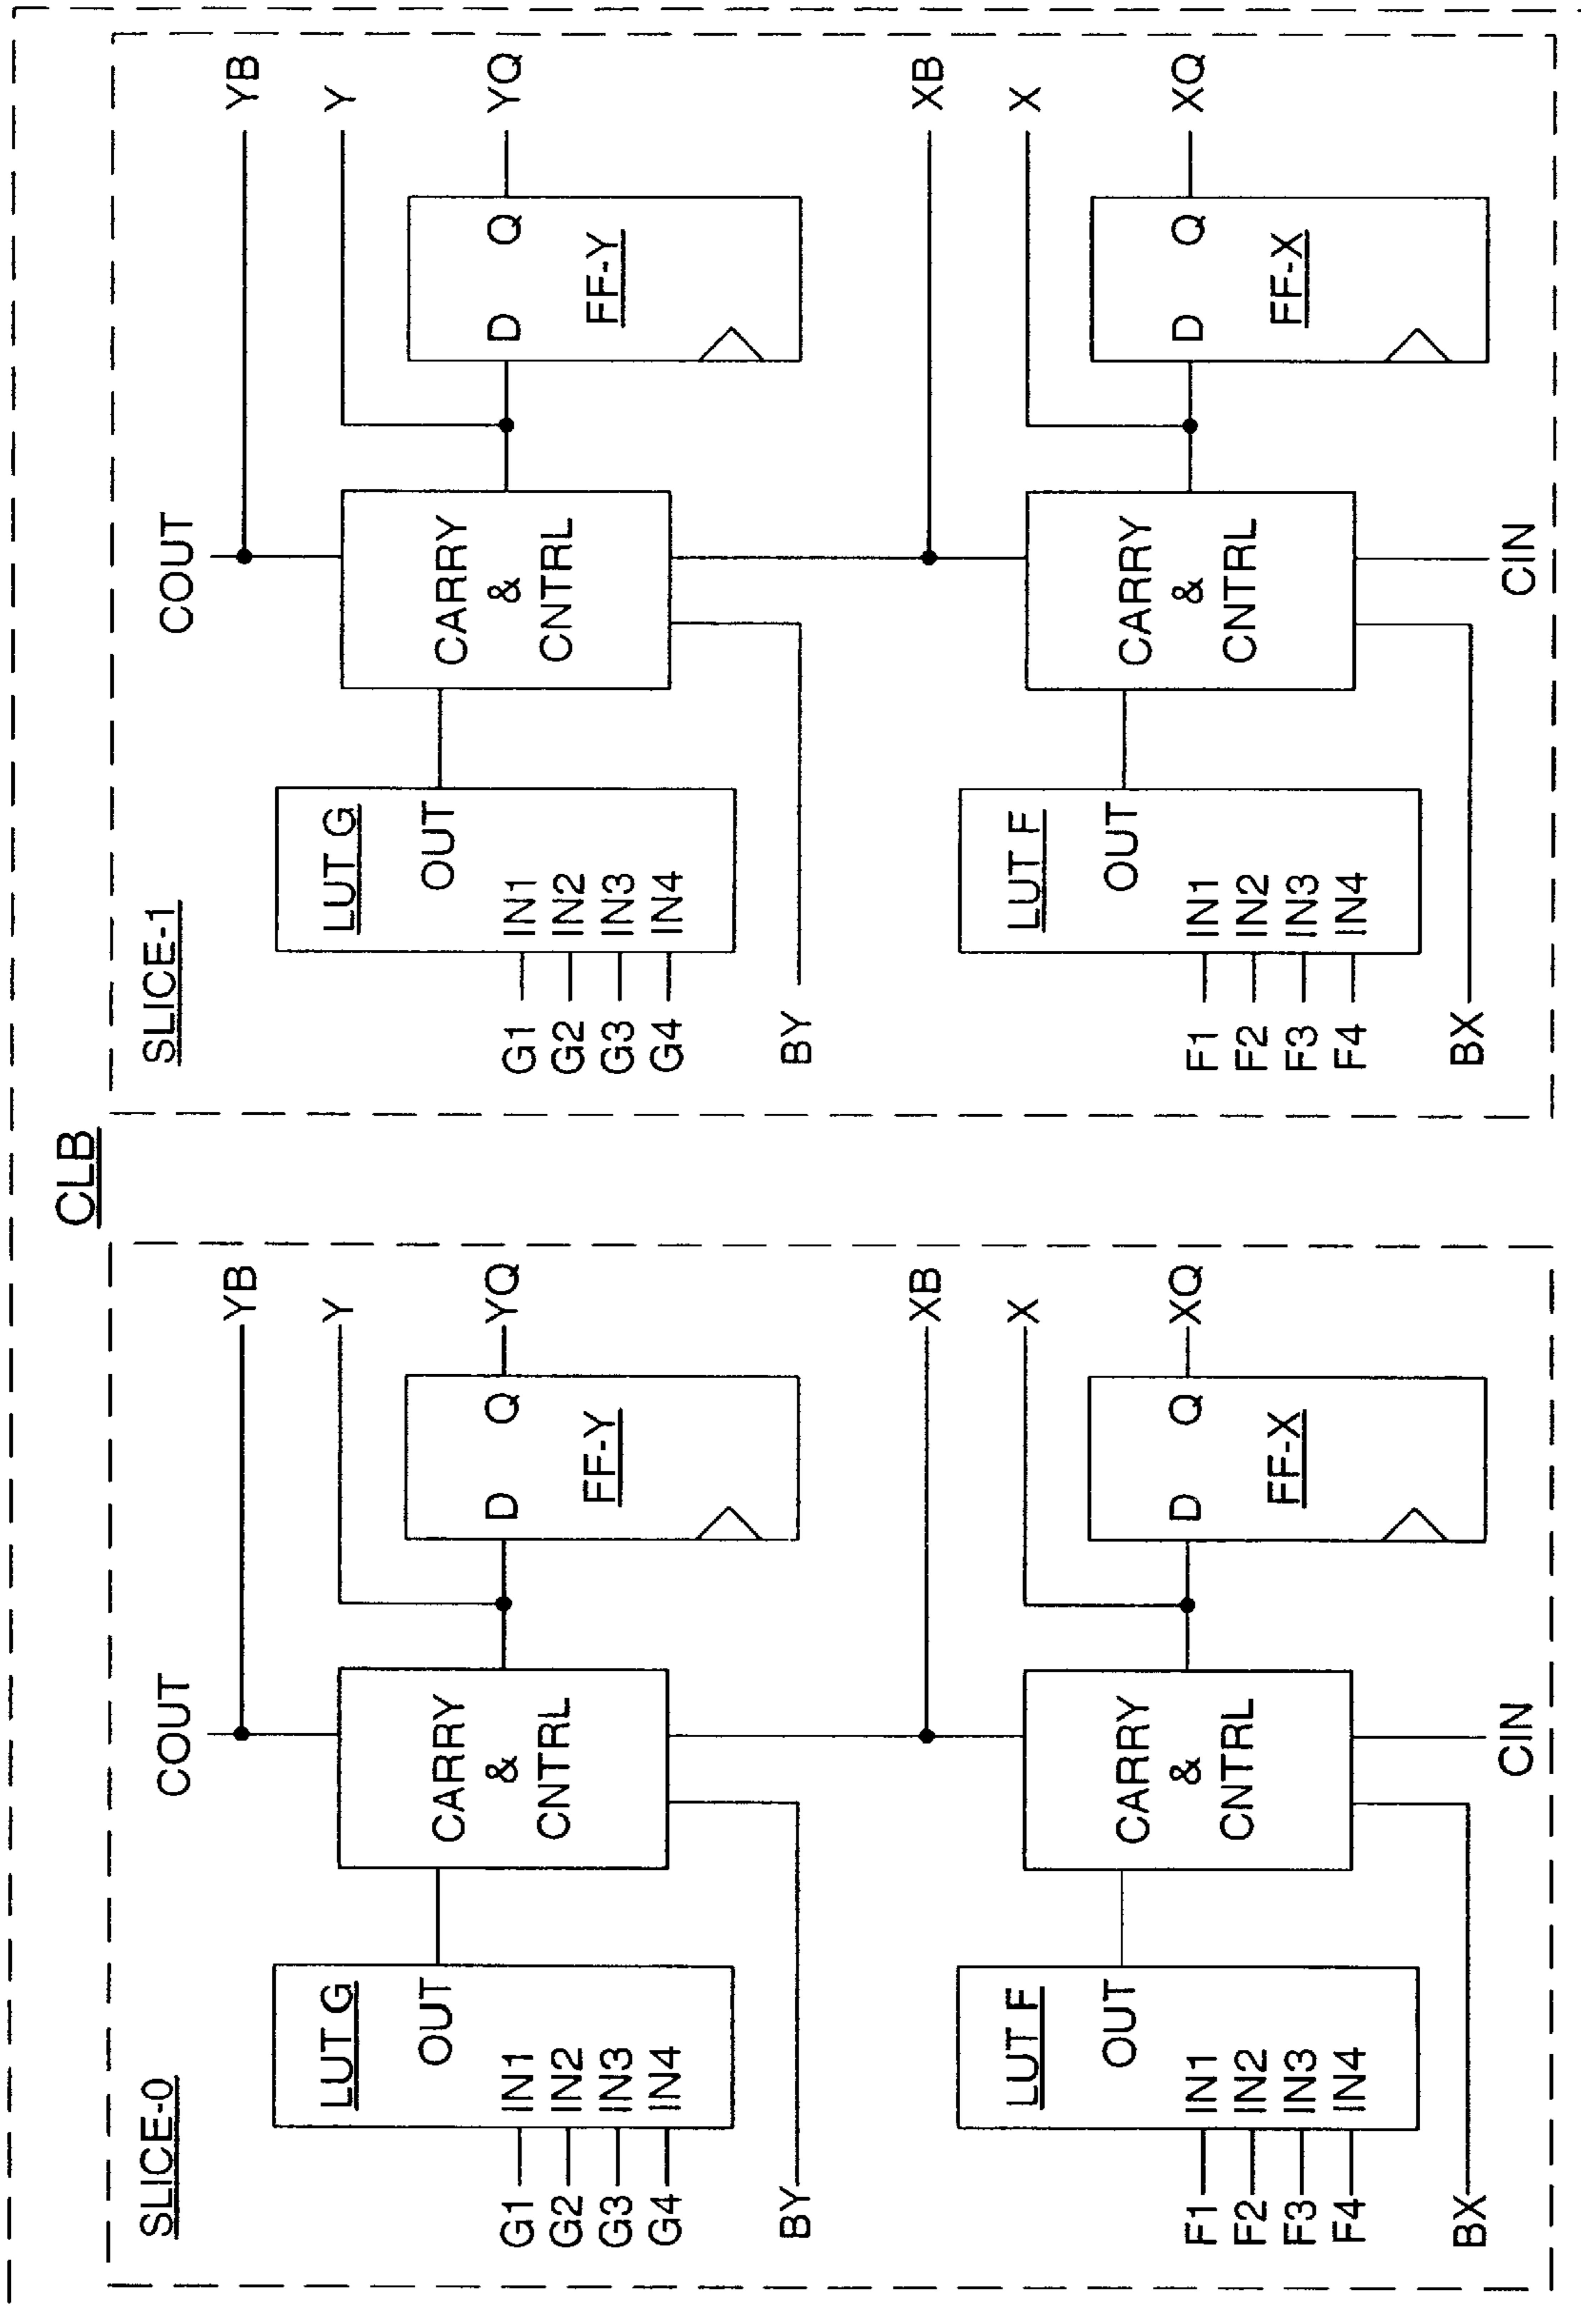 CLB
SLICE-0
COUT
YB
LUT G
Y
OUT
CARRY
&
CNTRL
G1
G2
G3
G4
IN1
IN2
IN3
IN4
D
Q
YQ
FF-Y
BY
XB
LUT F
X
OUT
CARRY
&
CNTRL
F1
F2
F3
F4
IN1
IN2
IN3
IN4
D
Q
XQ
FF-X
BX
CIN
SLICE-1
COUT
YB
LUT G
Y
OUT
CARRY
&
CNTRL
G1
G2
G3
G4
IN1
IN2
IN3
IN4
D
Q
YQ
FF-Y
BY
XB
LUT F
X
OUT
CARRY
&
CNTRL
F1
F2
F3
F4
IN1
IN2
IN3
IN4
D
Q
XQ
FF-X
BX
CIN